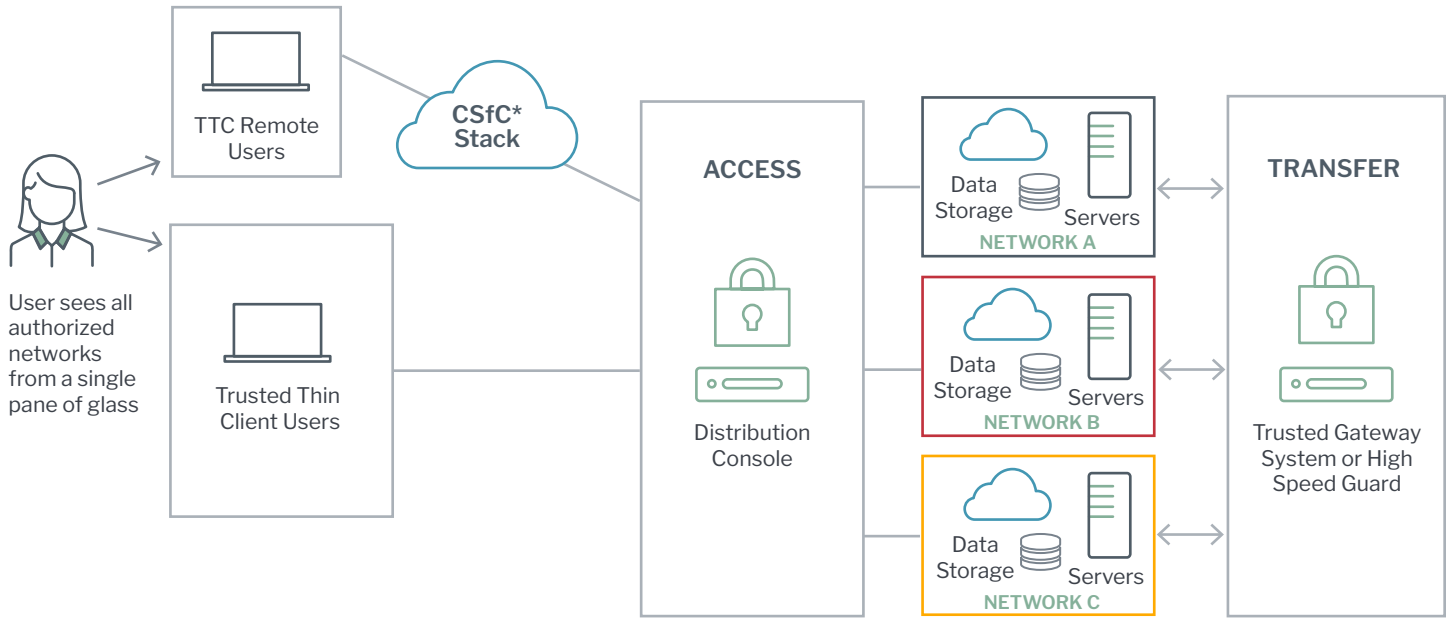 TTC Remote
Users
User sees all
authorized
networks
from a single
pane of glass
Trusted Thin
Client Users
CSfC*
Stack
ACCESS
Distribution
Console
Data
Storage
Servers
NETWORK A
Data
Storage
Servers
NETWORK B
Data
Storage
Servers
NETWORK C
TRANSFER
Trusted Gateway
System or High
Speed Guard